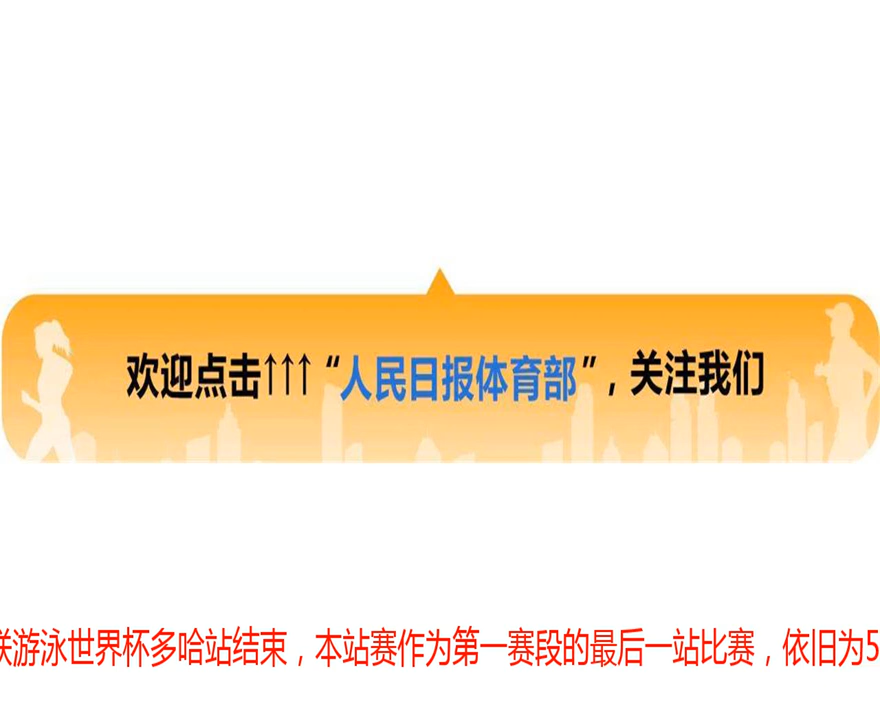 欢迎点击↑↑↑“人民日报体育部”,关注我们
联游泳世界杯多哈站结束，本站赛作为第一赛段的最后一站比赛，依旧为5